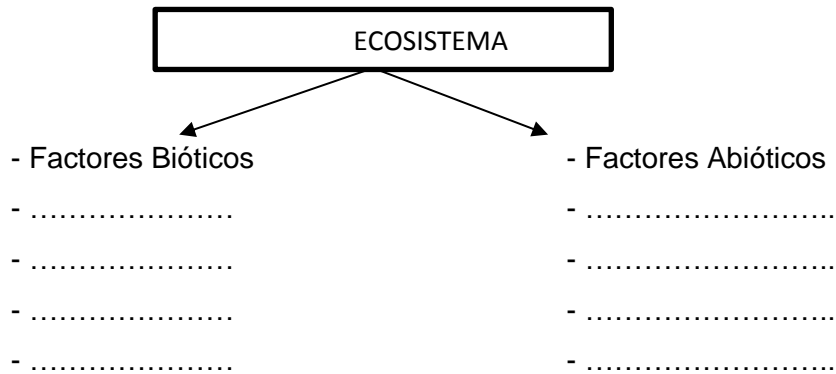 ECOSISTEMA
- Factores Bióticos - Factores Abióticos
- ………………… - ……………………..
- ………………… - ……………………..
- ………………… - ……………………..
- ………………… - ……………………..